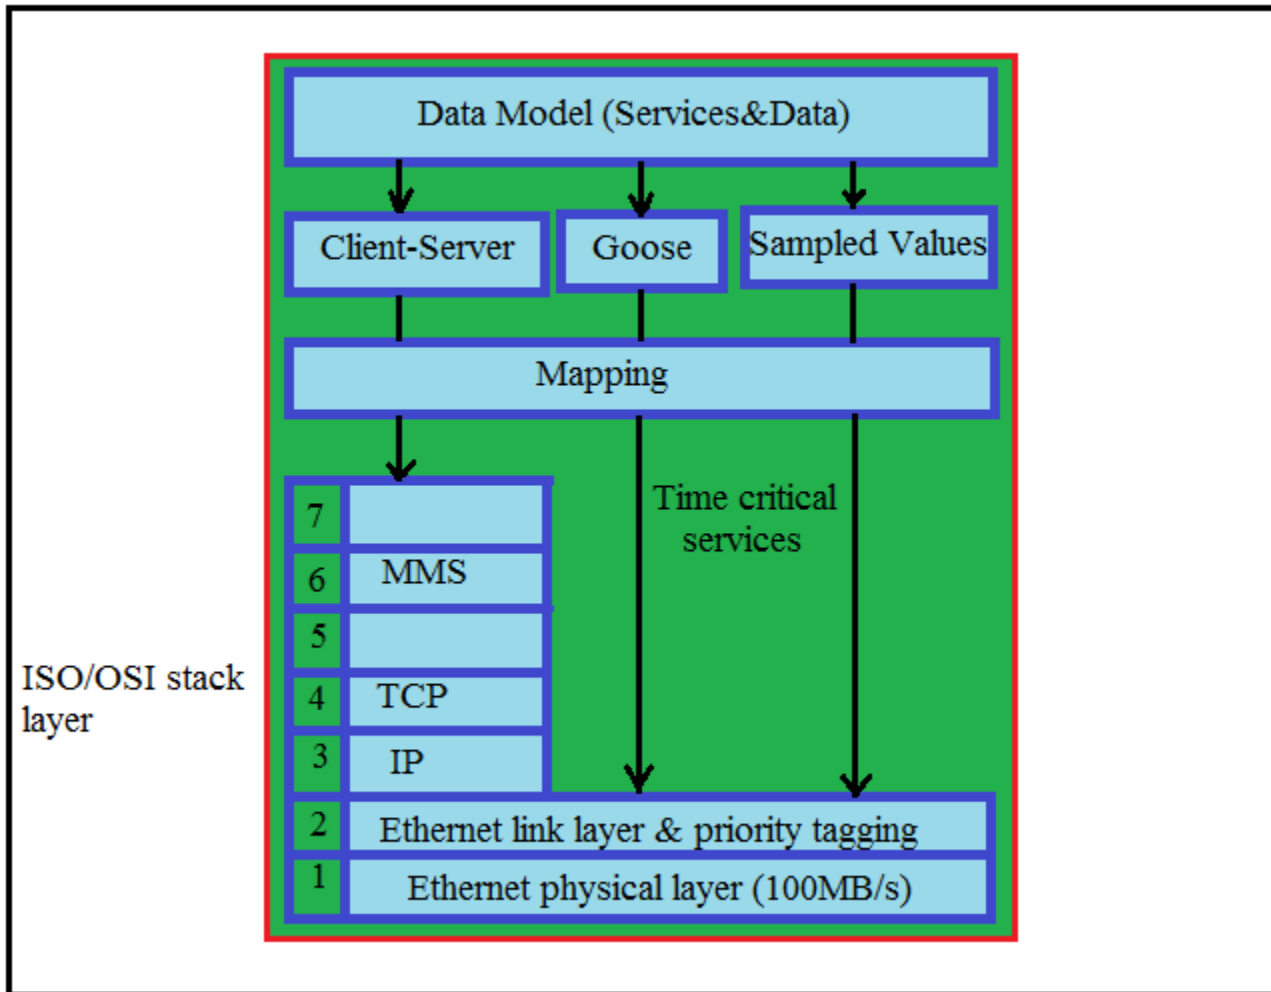 Data Model (Services&Data)
Client-Server
Goose
Sampled Values
Mapping
Time critical
services
7
6 MMS
5
ISO/OSI stack
layer
4 TCP
3 IP
2 Ethernet link layer & priority tagging
1 Ethernet physical layer (100MB/s)